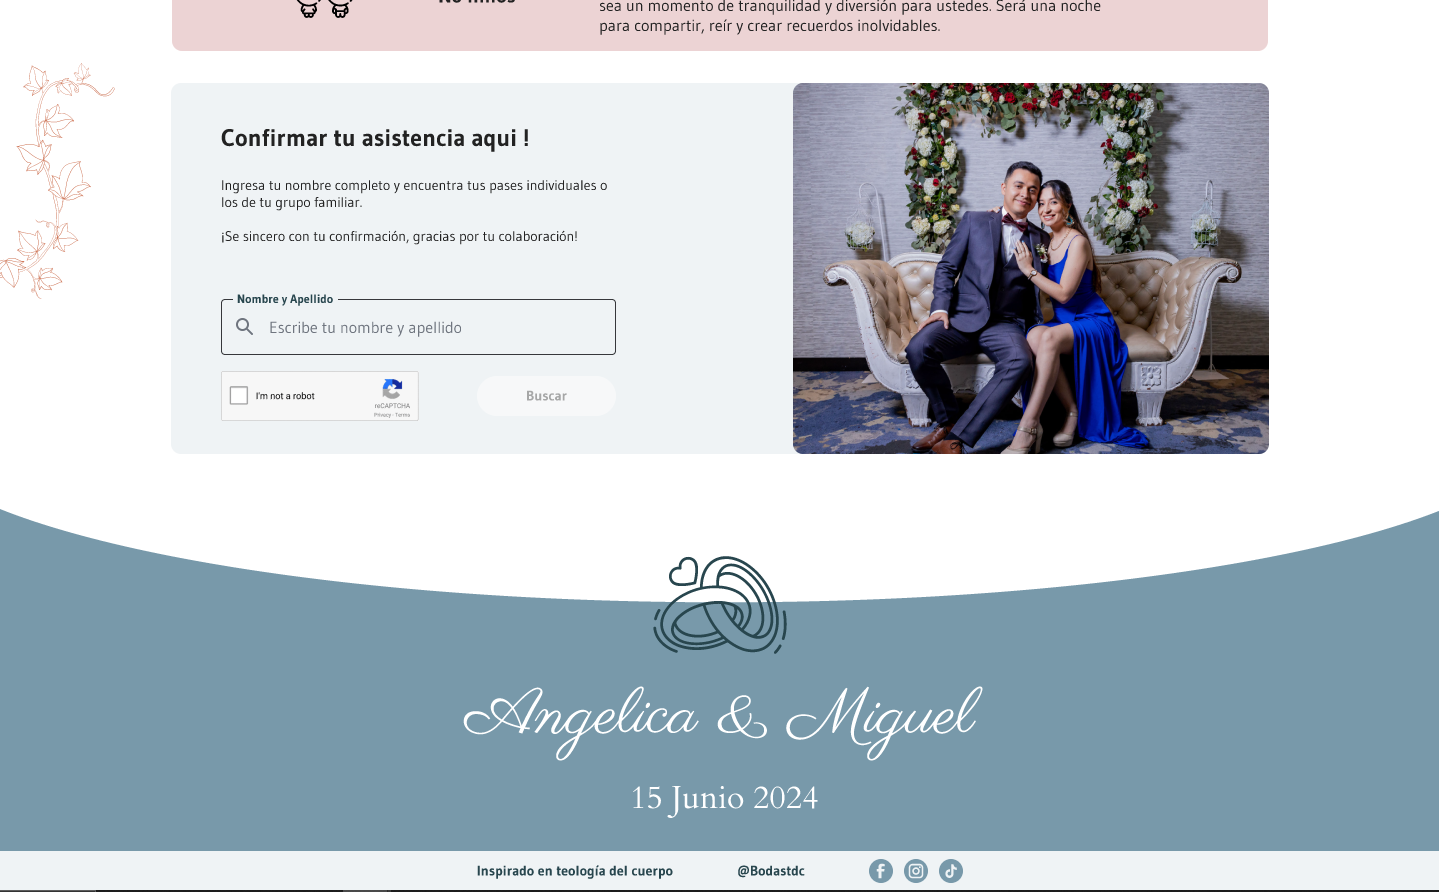 No niños
sea un momento de tranquilidad y diversión para ustedes. Será una noche
para compartir, reír y crear recuerdos inolvidables.
Confirmar tu asistencia aqui !
Ingresa tu nombre completo y encuentra tus pases individuales o
los de tu grupo familiar.
¡Se sincero con tu confirmación, gracias por tu colaboración!
Nombre y Apellido
Escribe tu nombre y apellido
I'm not a robot
reCAPTCHA
Privacy - Terms
Buscar
Angelica & Miguel
15 Junio 2024
Inspirado en teología del cuerpo
@Bodastdc